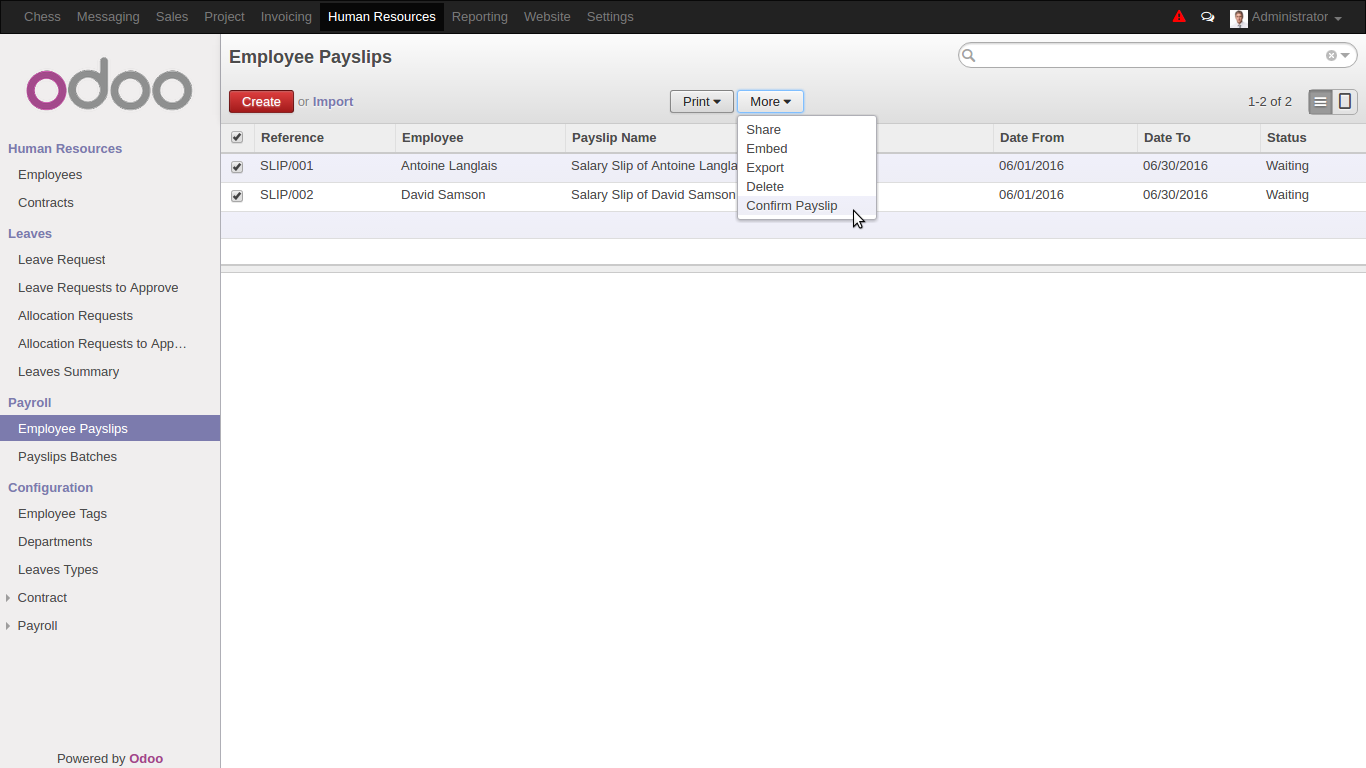 Chess Messaging Sales Project Invoicing Human Resources Reporting Website Settings Administrator
odoo
Employee Payslips
Create or Import Print More 1-2 of 2
Share
Embed
Export
Delete
Confirm Payslip
Reference Employee Payslip Name Date From Date To Status
SLIP/001 Antoine Langlais Salary Slip of Antoine Langla 06/01/2016 06/30/2016 Waiting
SLIP/002 David Samson Salary Slip of David Samson 06/01/2016 06/30/2016 Waiting
Human Resources
Employees
Contracts
Leaves
Leave Request
Leave Requests to Approve
Allocation Requests
Allocation Requests to App...
Leaves Summary
Payroll
Employee Payslips
Payslips Batches
Configuration
Employee Tags
Departments
Leaves Types
Contract
Payroll
Powered by Odoo